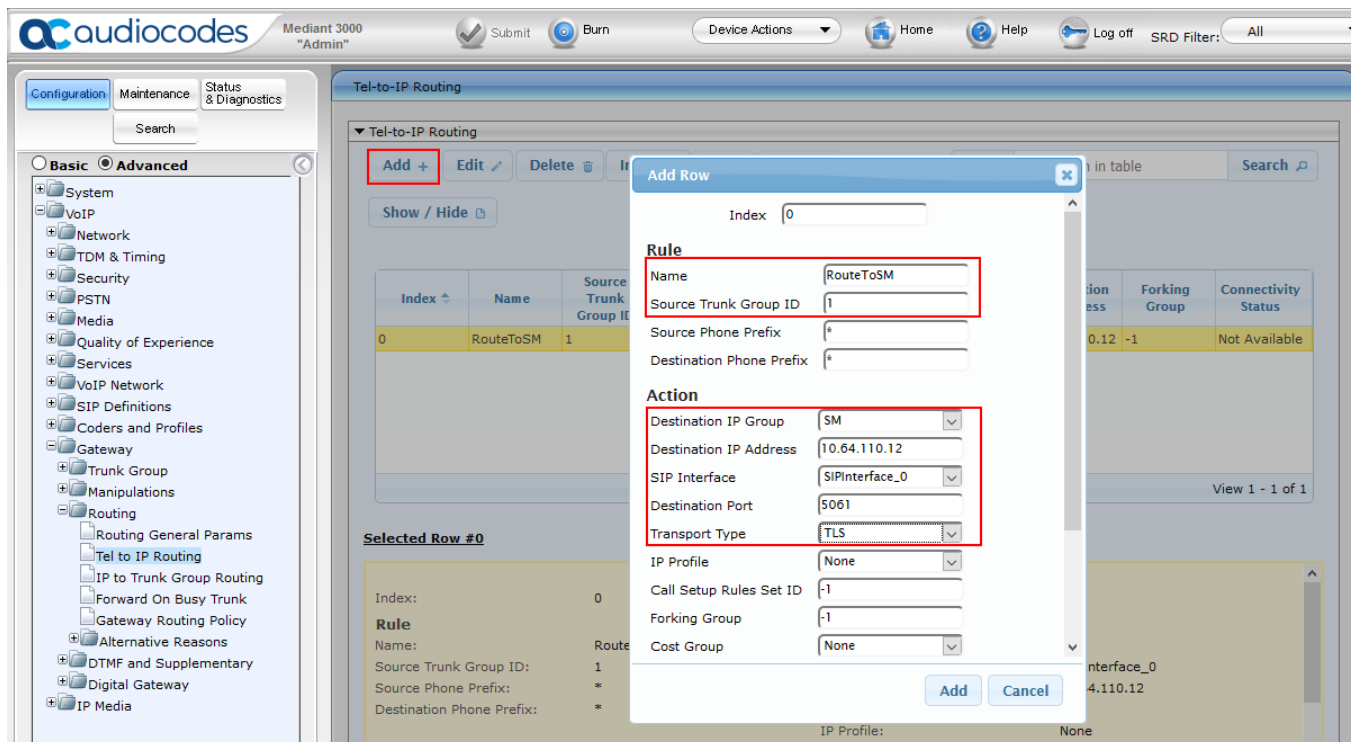 audiocodes
Mediant 3000
"Admin"
Submit
Burn
Device Actions
Home
Help
Log off
SRD Filter:
All
Configuration
Maintenance
Status
& Diagnostics
Search
Basic
Advanced
System
VoIP
Network
TDM & Timing
Security
PSTN
Media
Quality of Experience
Services
VoIP Network
SIP Definitions
Coders and Profiles
Gateway
Trunk Group
Manipulations
Routing
Routing General Params
Tel to IP Routing
IP to Trunk Group Routing
Forward On Busy Trunk
Gateway Routing Policy
Alternative Reasons
DTMF and Supplementary
Digital Gateway
IP Media
Tel-to-IP Routing
Tel-to-IP Routing
Add +
Edit
Delete
in table
Search
Show / Hide
Index
Name
Source
Trunk
Group ID
Forking
Group
Connectivity
Status
0
RouteToSM
1
0.12
-1
Not Available
View 1 - 1 of 1
Add Row
Index
0
Rule
Name
RouteToSM
Source Trunk Group ID
1
Source Phone Prefix
*
Destination Phone Prefix
*
Action
Destination IP Group
SM
Destination IP Address
10.64.110.12
SIP Interface
SIPInterface_0
Destination Port
5061
Transport Type
TLS
IP Profile
None
Call Setup Rules Set ID
-1
Forking Group
-1
Cost Group
None
Add
Cancel
Selected Row #0
Index:
0
Rule
Name:
Route
Source Trunk Group ID:
1
Source Phone Prefix:
*
Destination Phone Prefix:
*
nterface_0
4.110.12
IP Profile:
None